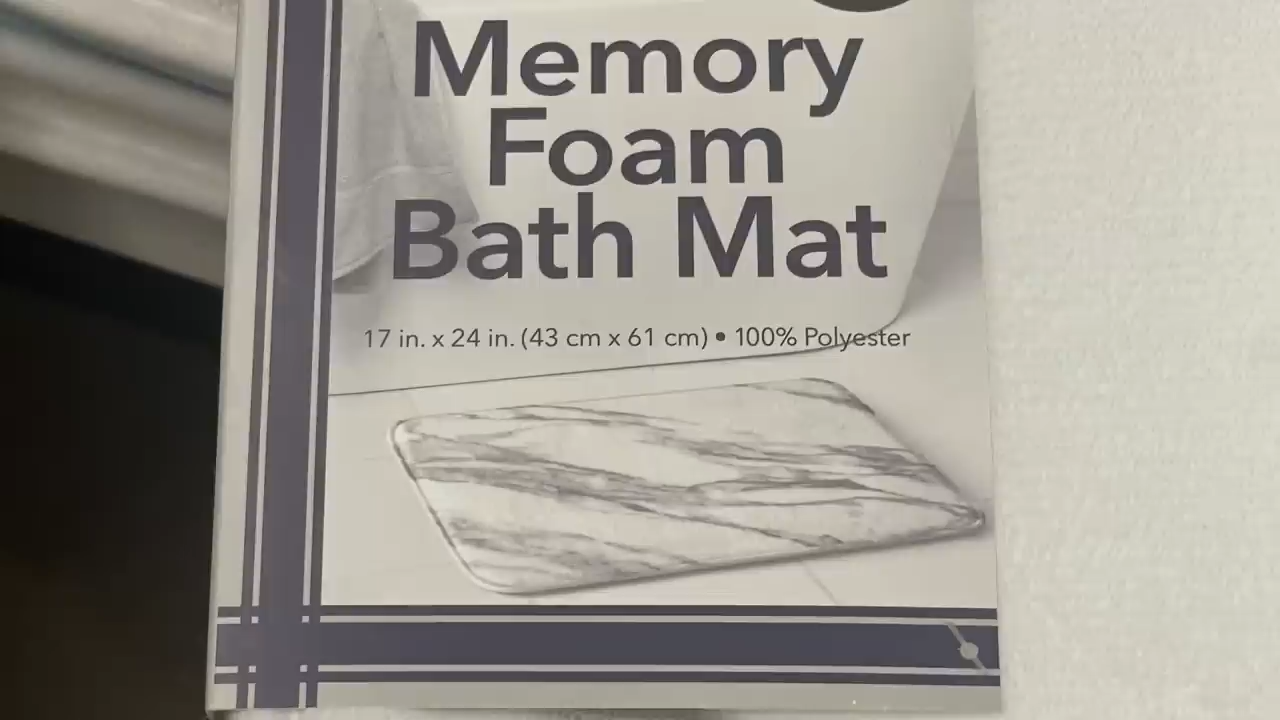 Memory
Foam
Bath Mat
17 in. x 24 in. (43 cm x 61 cm) • 100% Polyester